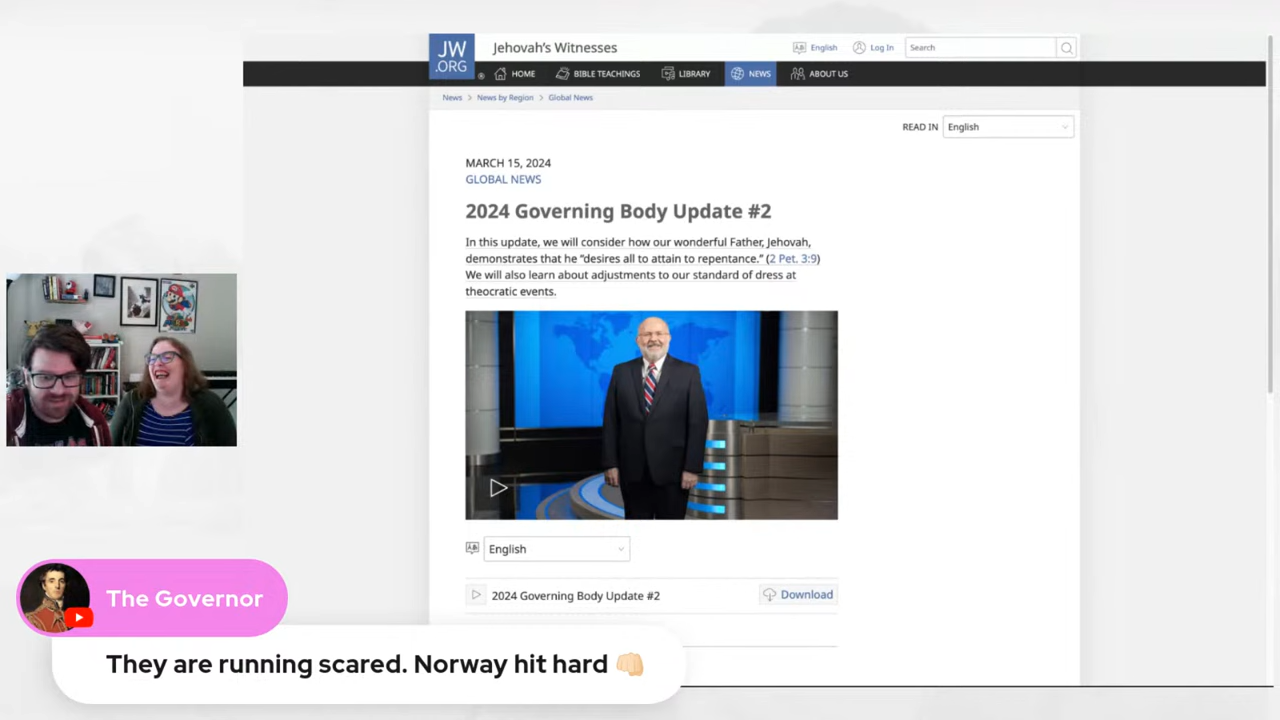 JW
.ORG
®
Jehovah's Witnesses
English
Log In
Search
HOME
BIBLE TEACHINGS
LIBRARY
NEWS
ABOUT US
News > News by Region > Global News
READ IN
English
MARCH 15, 2024
GLOBAL NEWS
2024 Governing Body Update #2
In this update, we will consider how our wonderful Father, Jehovah,
demonstrates that he “desires all to attain to repentance.” (2 Pet. 3:9)
We will also learn about adjustments to our standard of dress at
theocratic events.
English
2024 Governing Body Update #2
Download
The Governor
They are running scared. Norway hit hard 👊🏻